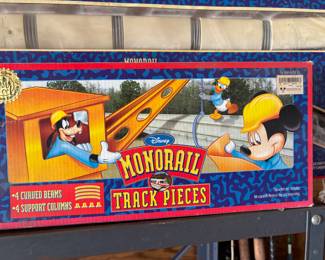 MONORAIL
Disney
MONORAIL
TRACK PIECES
•4 CURVED BEAMS
•4 SUPPORT COLUMNS